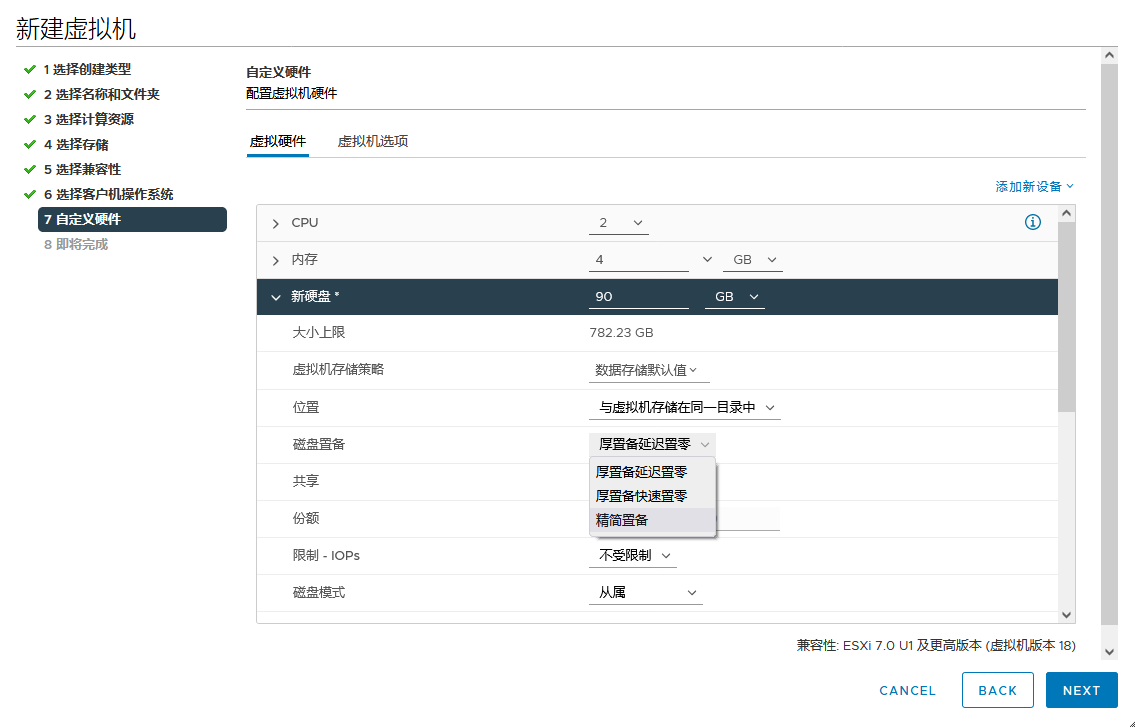 新建虚拟机
1 选择创建类型
2 选择名称和文件夹
3 选择计算资源
4 选择存储
5 选择兼容性
6 选择客户机操作系统
7 自定义硬件
8 即将完成
自定义硬件
配置虚拟机硬件
虚拟硬件 虚拟机选项
添加新设备
CPU 2
内存 4 GB
新硬盘 * 90 GB
大小上限 782.23 GB
虚拟机存储策略 数据存储默认值
位置 与虚拟机存储在同一目录中
磁盘置备 厚置备延迟置零
厚置备延迟置零
共享 厚置备快速置零
份额 精简置备
限制 - IOPs 不受限制
磁盘模式 从属
兼容性: ESXi 7.0 U1 及更高版本 (虚拟机版本 18)
CANCEL BACK NEXT